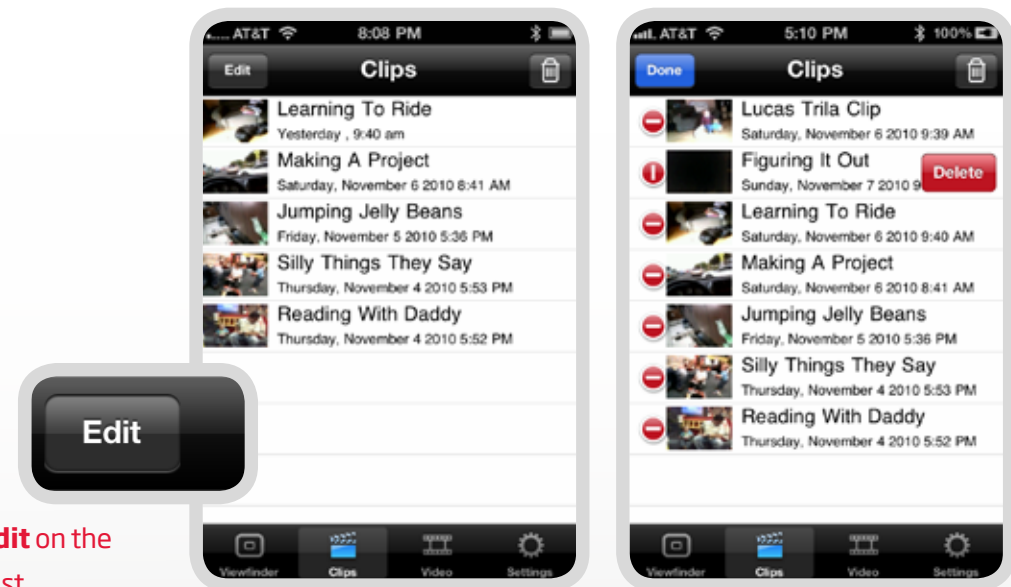 AT&T 8:08 PM
Edit Clips
Learning To Ride
Yesterday , 9:40 am
Making A Project
Saturday, November 6 2010 8:41 AM
Jumping Jelly Beans
Friday, November 5 2010 5:36 PM
Silly Things They Say
Thursday, November 4 2010 5:53 PM
Reading With Daddy
Thursday, November 4 2010 5:52 PM
Viewfinder Clips Video Settings
AT&T 5:10 PM 100%
Done Clips
Lucas Trila Clip
Saturday, November 6 2010 9:39 AM
Figuring It Out
Sunday, November 7 2010 9
Delete
Learning To Ride
Saturday, November 6 2010 9:40 AM
Making A Project
Saturday, November 6 2010 8:41 AM
Jumping Jelly Beans
Friday, November 5 2010 5:36 PM
Silly Things They Say
Thursday, November 4 2010 5:53 PM
Reading With Daddy
Thursday, November 4 2010 5:52 PM
Viewfinder Clips Video Settings
Edit
dit on the
st